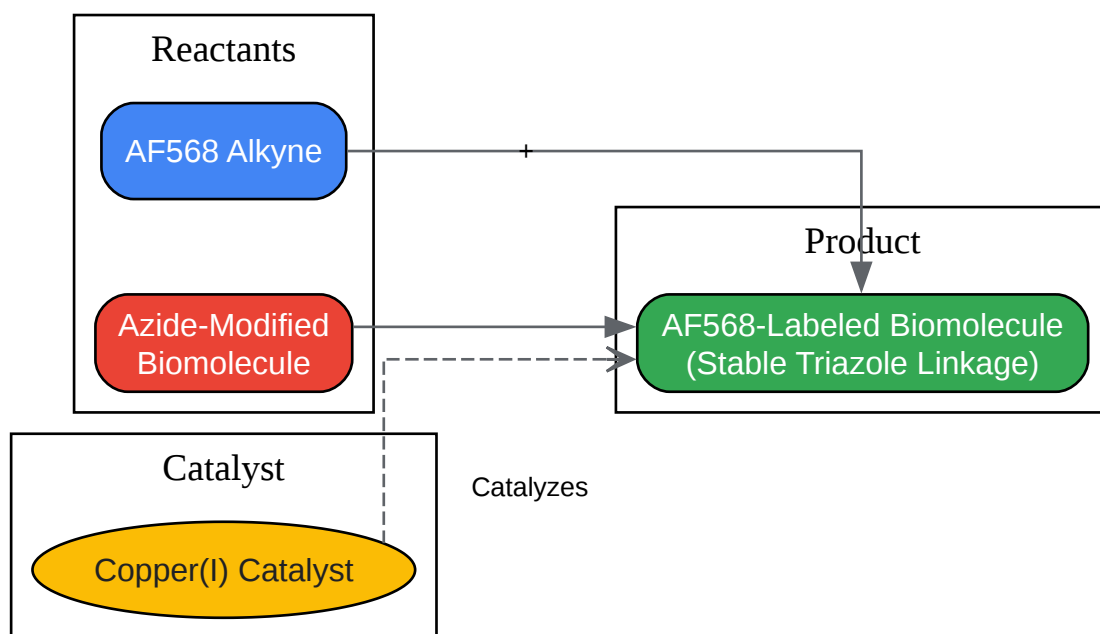 Reactants
AF568 Alkyne
+
Product
Azide-Modified
Biomolecule
AF568-Labeled Biomolecule
(Stable Triazole Linkage)
Catalyst
Catalyzes
Copper(I) Catalyst